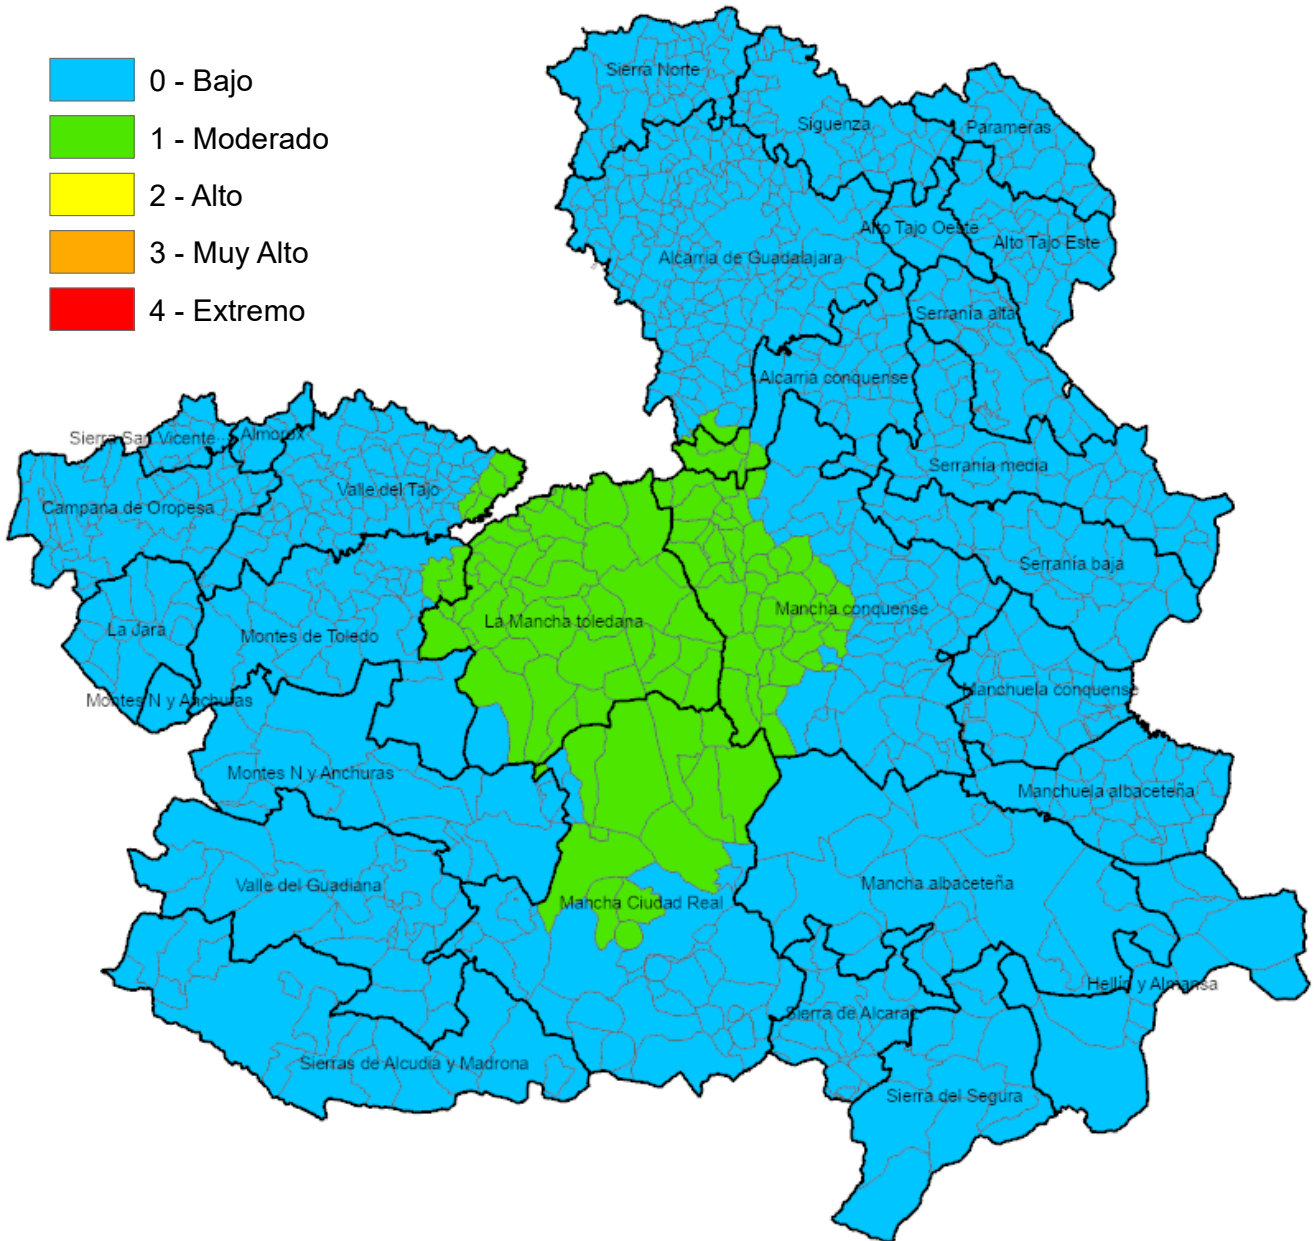 0 - Bajo
1 - Moderado
2 - Alto
3 - Muy Alto
4 - Extremo
Sierra Norte
Siguenza
Parameras
Alto Tajo Oeste
Alto Tajo Este
Alcarria de Guadalajara
Serranía alta
Alcarria conquense
Sierra San Vicente
Almorox
Serranía media
Valle del Tajo
Campana de Oropesa
Serranía baja
Mancha conquense
La Mancha toledana
La Jara
Montes de Toledo
Manchuela conquense
Montes N y Anchuras
Montes N y Anchuras
Manchuela albaceteña
Valle del Guadiana
Mancha albaceteña
Mancha Ciudad Real
Hellín y Almansa
Sierra de Alcaraz
Sierras de Alcudia y Madrona
Sierra del Segura